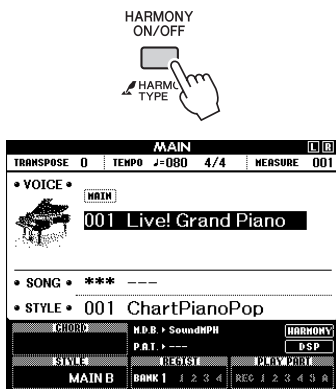 HARMONY
ON/OFF
HARMO
TYPE
MAIN L R
TRANSPOSE 0 TEMPO ♩=080 4/4 MEASURE 001
• VOICE •
MAIN
001 Live! Grand Piano
• SONG • *** ---
• STYLE • 001 ChartPianoPop
CHORD M.D.B. ▸ SoundMPH HARMONY
P.A.T. ▸ --- DSP
STYLE REGIST PLAY PART
MAIN B BANK 1 1 2 3 4 REC 1 2 3 4 5 A